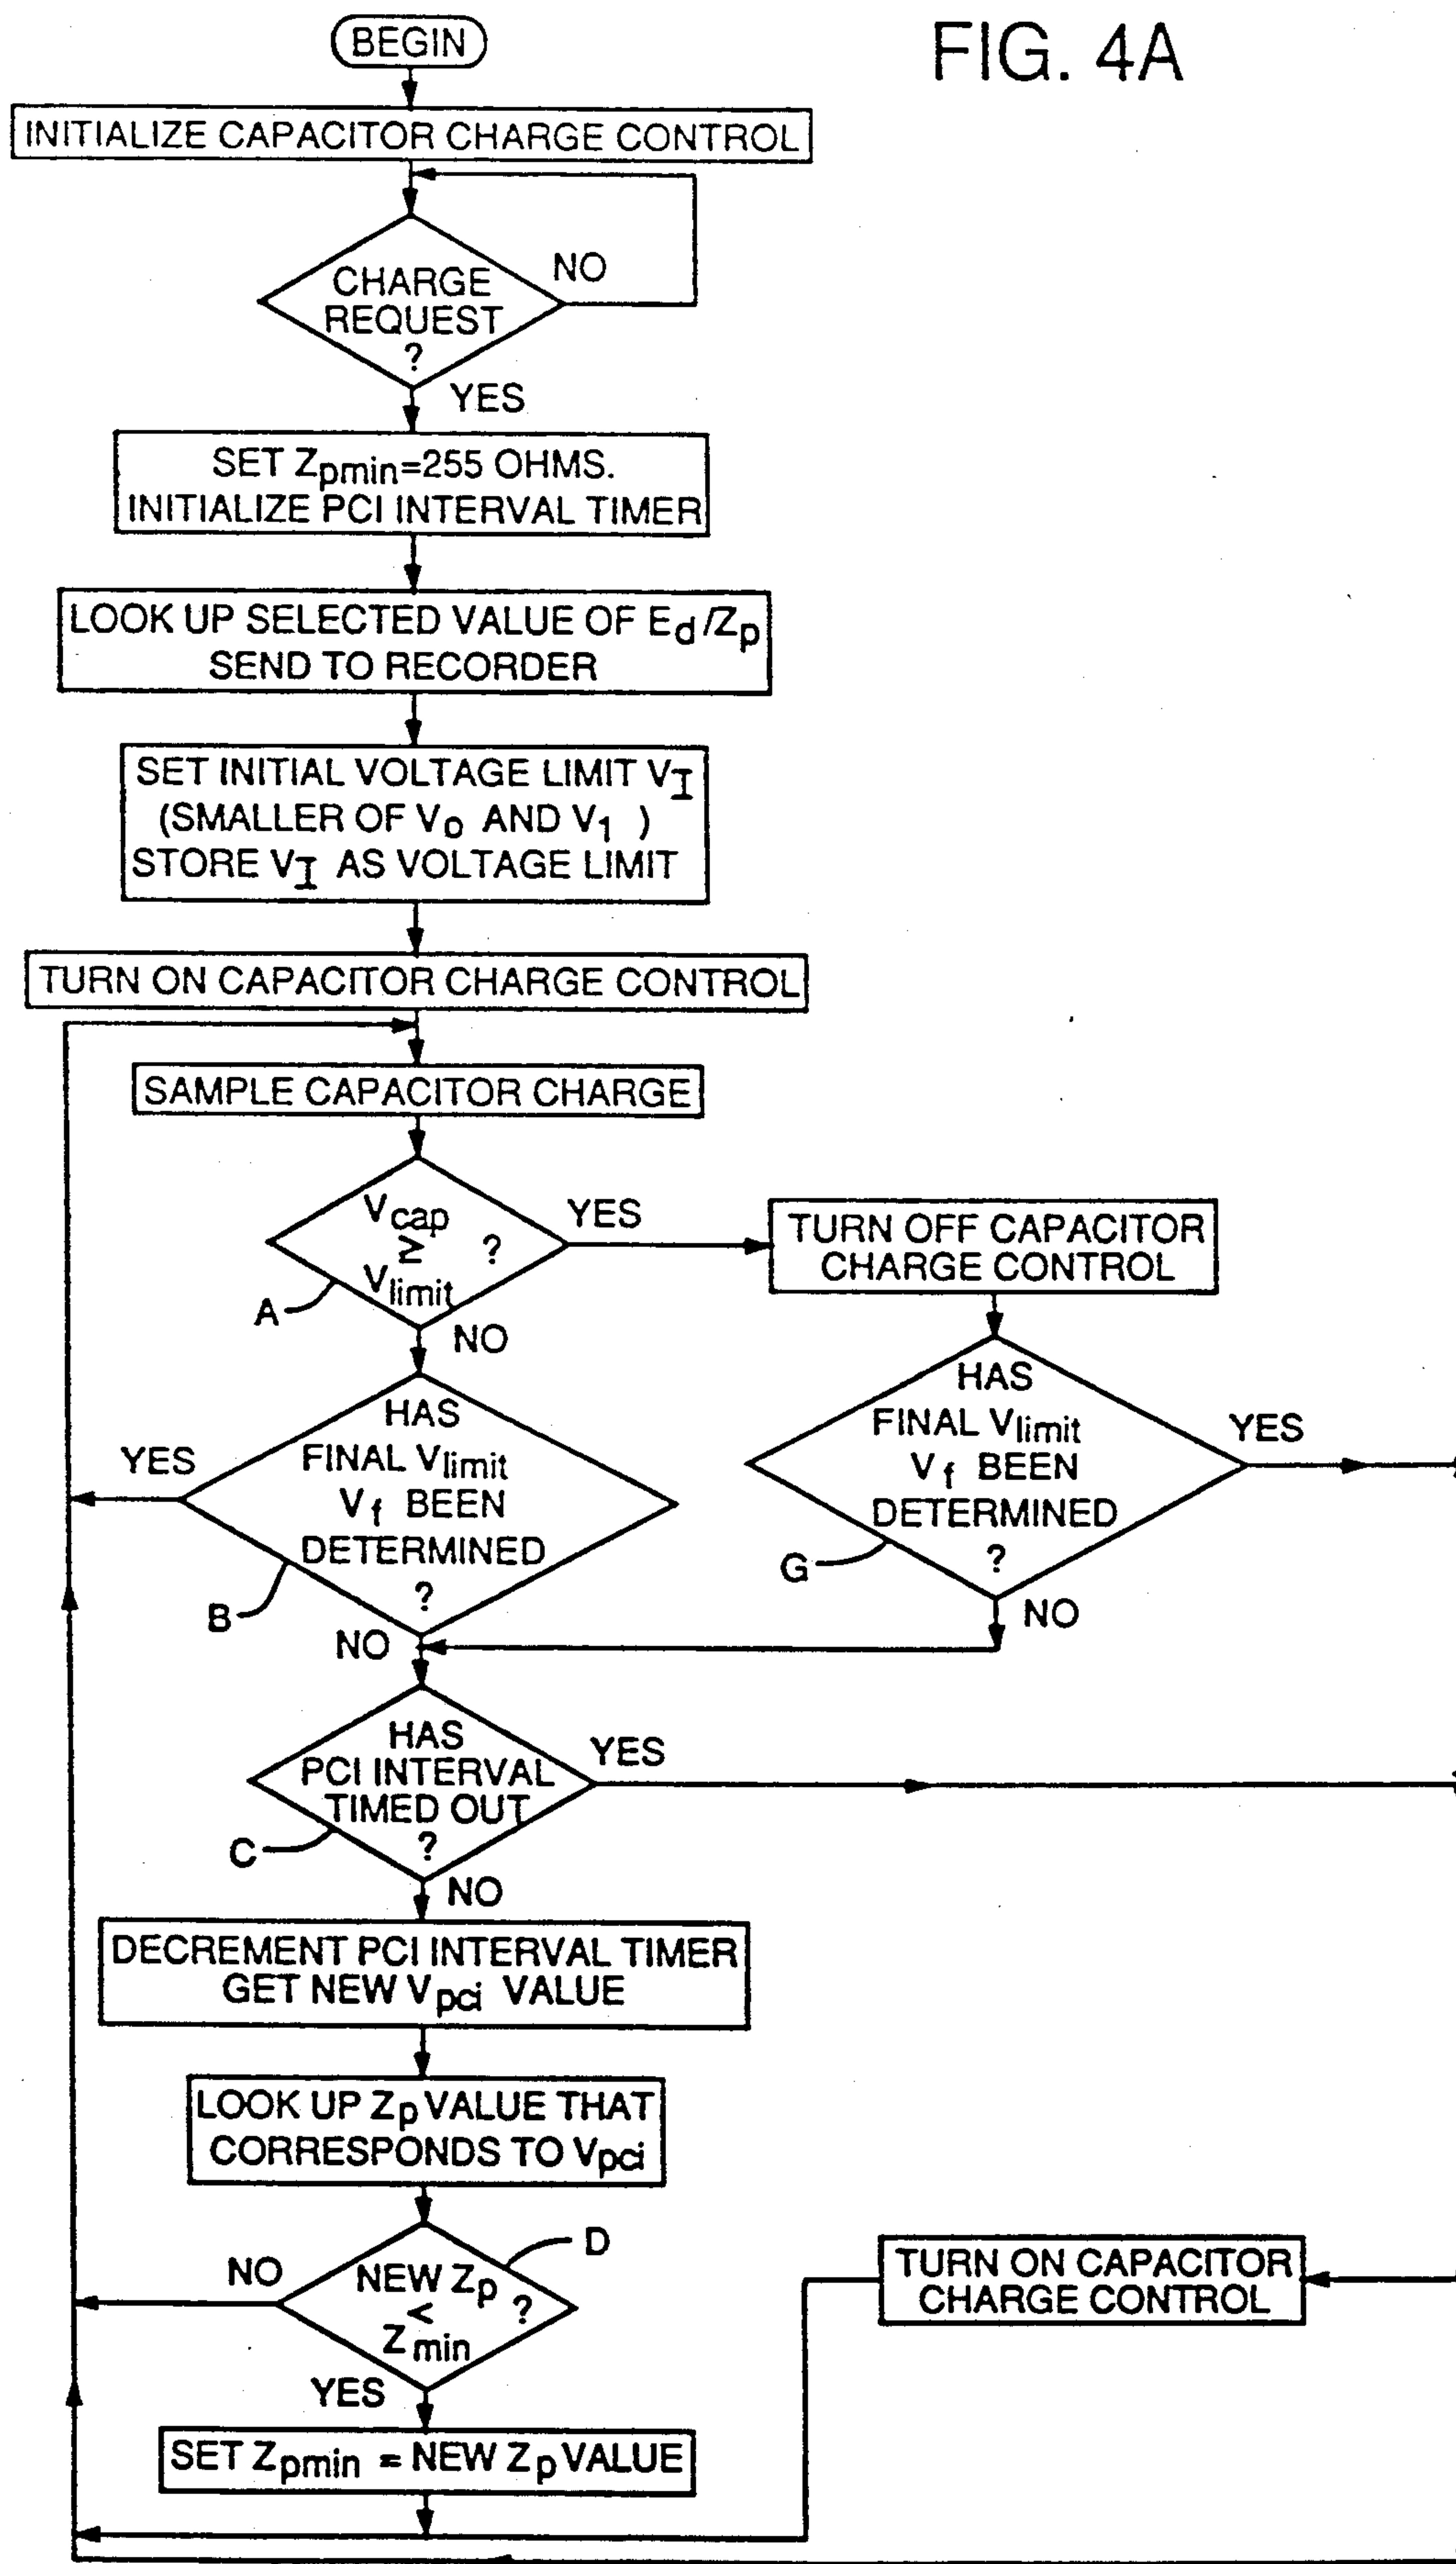 FIG. 4A
BEGIN
INITIALIZE CAPACITOR CHARGE CONTROL
CHARGE
REQUEST
?
NO
YES
SET Zpmin=255 OHMS.
INITIALIZE PCI INTERVAL TIMER
LOOK UP SELECTED VALUE OF Ed/Zp
SEND TO RECORDER
SET INITIAL VOLTAGE LIMIT VI
(SMALLER OF V0 AND V1 )
STORE VI AS VOLTAGE LIMIT
TURN ON CAPACITOR CHARGE CONTROL
SAMPLE CAPACITOR CHARGE
Vcap
≥ ?
Vlimit
A
YES
NO
TURN OFF CAPACITOR
CHARGE CONTROL
HAS
FINAL Vlimit
Vf BEEN
DETERMINED
?
B
YES
NO
HAS
FINAL Vlimit
Vf BEEN
DETERMINED
?
G
YES
NO
HAS
PCI INTERVAL
TIMED OUT
?
C
YES
NO
DECREMENT PCI INTERVAL TIMER
GET NEW Vpci VALUE
LOOK UP Zp VALUE THAT
CORRESPONDS TO Vpci
NEW Zp
< ?
Zmin
D
NO
YES
TURN ON CAPACITOR
CHARGE CONTROL
SET Zpmin = NEW Zp VALUE